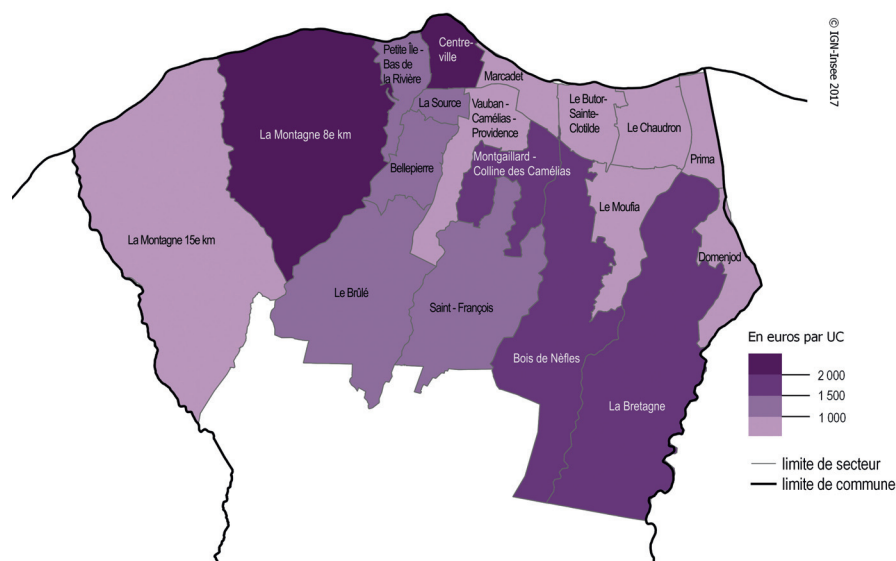 © IGN-Insee 2017
Centre-
ville
Petite Île -
Bas de
la Rivière
Marcadet
La Source
Vauban -
Camélias -
Providence
Le Butor-
Sainte-
Clotilde
Le Chaudron
La Montagne 8e km
Prima
Bellepierre
Montgaillard -
Colline des Camélias
Le Moufia
La Montagne 15e km
Domenjod
Le Brûlé
Saint - François
Bois de Nèfles
La Bretagne
En euros par UC
2 000
1 500
1 000
limite de secteur
limite de commune